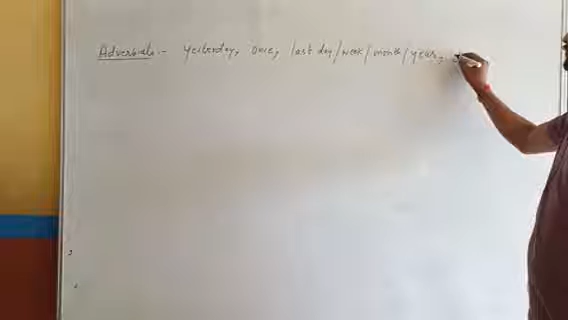 Adverbials :- Yesterday, once, last day/week/month/year,